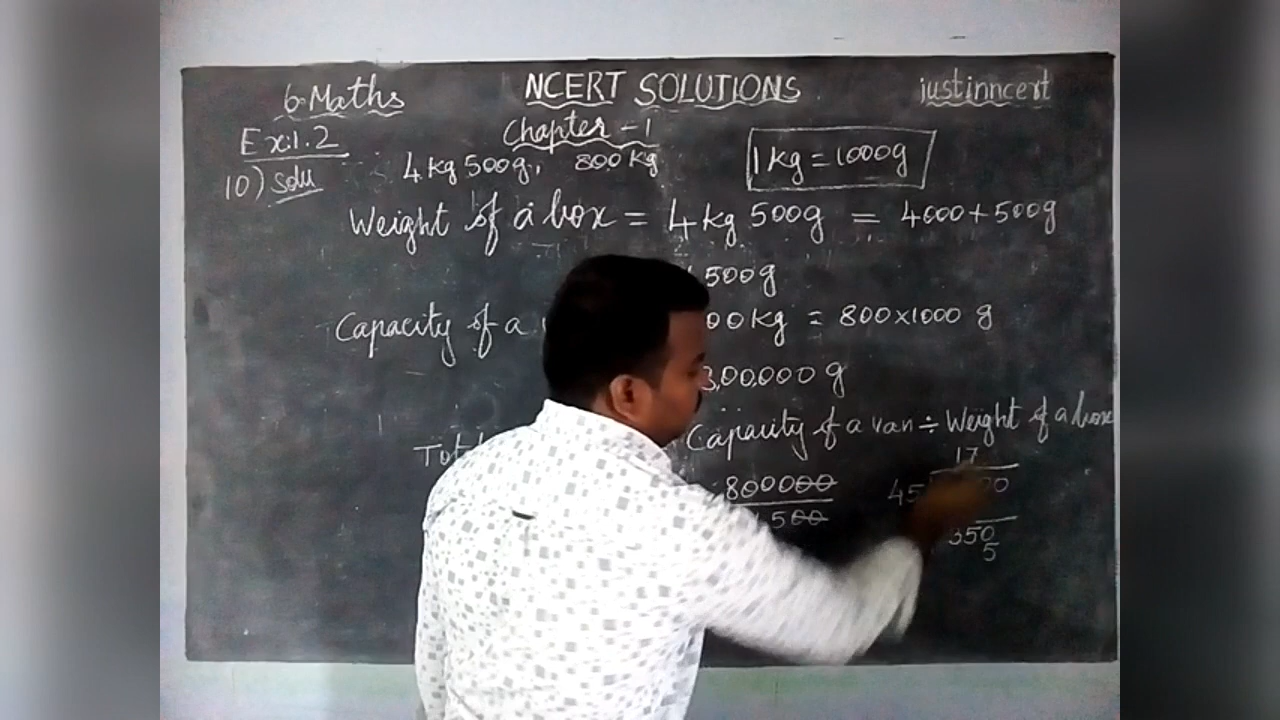 6 Maths NCERT SOLUTIONS justinncert
Ex:1.2 Chapter - 1
10) Solu 4 kg 500g, 800 kg 1 kg = 1000g
Weight of a box = 4 kg 500g = 4000 + 500g
500g
Capacity of a 00 kg = 800x1000 g
00,000 g
Capacity of a van ÷ Weight of a box
17
800000 45 00
500
350
5